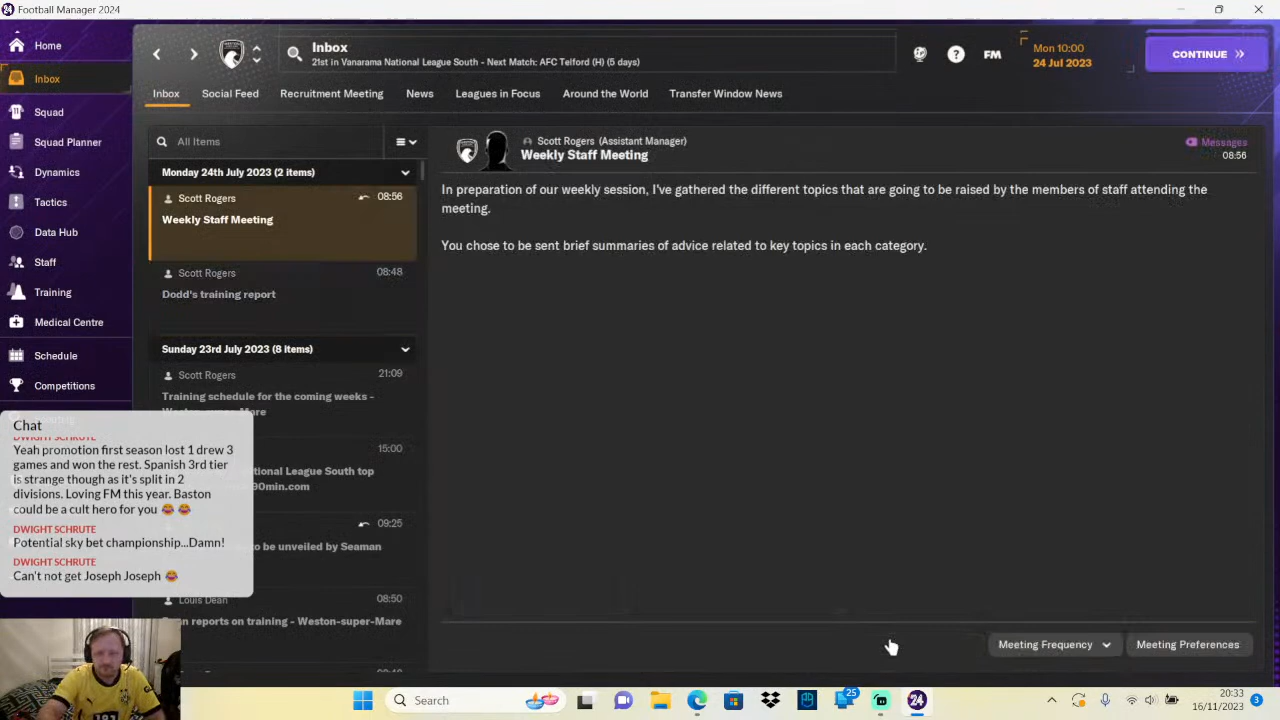 Football Manager 2024
Home
Inbox
Squad
Squad Planner
Dynamics
Tactics
Data Hub
Staff
Training
Medical Centre
Schedule
Competitions
Inbox
21st in Vanarama National League South - Next Match: AFC Telford (H) (5 days)
FM
Mon 10:00
24 Jul 2023
CONTINUE
Inbox
Social Feed
Recruitment Meeting
News
Leagues in Focus
Around the World
Transfer Window News
All Items
Monday 24th July 2023 (2 items)
Scott Rogers
08:56
Weekly Staff Meeting
Scott Rogers
08:48
Dodd's training report
Sunday 23rd July 2023 (8 items)
Scott Rogers
21:09
Training schedule for the coming weeks -
15:00
National League South top
90min.com
09:25
to be unveiled by Seaman
Louis Dean
08:50
reports on training - Weston-super-Mare
Scott Rogers (Assistant Manager)
Weekly Staff Meeting
Messages
08:56
In preparation of our weekly session, I've gathered the different topics that are going to be raised by the members of staff attending the
meeting.
You chose to be sent brief summaries of advice related to key topics in each category.
Meeting Frequency
Meeting Preferences
Chat
DWIGHT SCHRUTE
Yeah promotion first season lost 1 drew 3
games and won the rest. Spanish 3rd tier
is strange though as it's split in 2
divisions. Loving FM this year. Baston
could be a cult hero for you 😂 😂
DWIGHT SCHRUTE
Potential sky bet championship...Damn!
DWIGHT SCHRUTE
Can't not get Joseph Joseph 😂
Search
25
24
20:33
16/11/2023
3